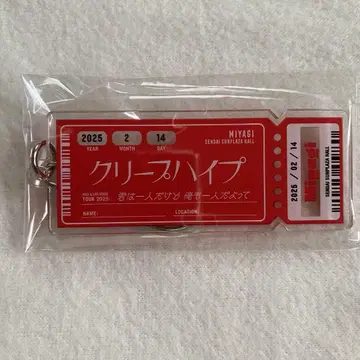 2025 2 14
YEAR MONTH DAY
MIYAGI
SENDAI SUNPLAZA HALL
クリープハイプ
TOUR 2025
君は一人だけど 俺も一人だよって
NAME: LOCATION:
Miyagi
SENDAI SUNPLAZA HALL
2025 / 02 / 14